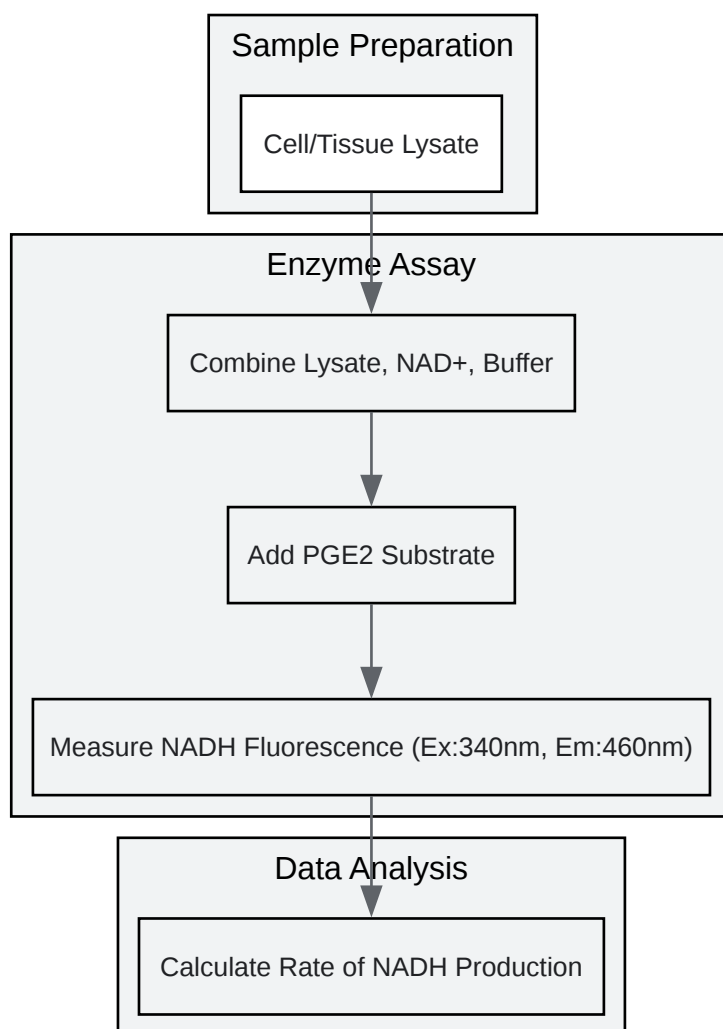 Sample Preparation
Cell/Tissue Lysate
Enzyme Assay
Combine Lysate, NAD+, Buffer
Add PGE2 Substrate
Measure NADH Fluorescence (Ex:340nm, Em:460nm)
Data Analysis
Calculate Rate of NADH Production